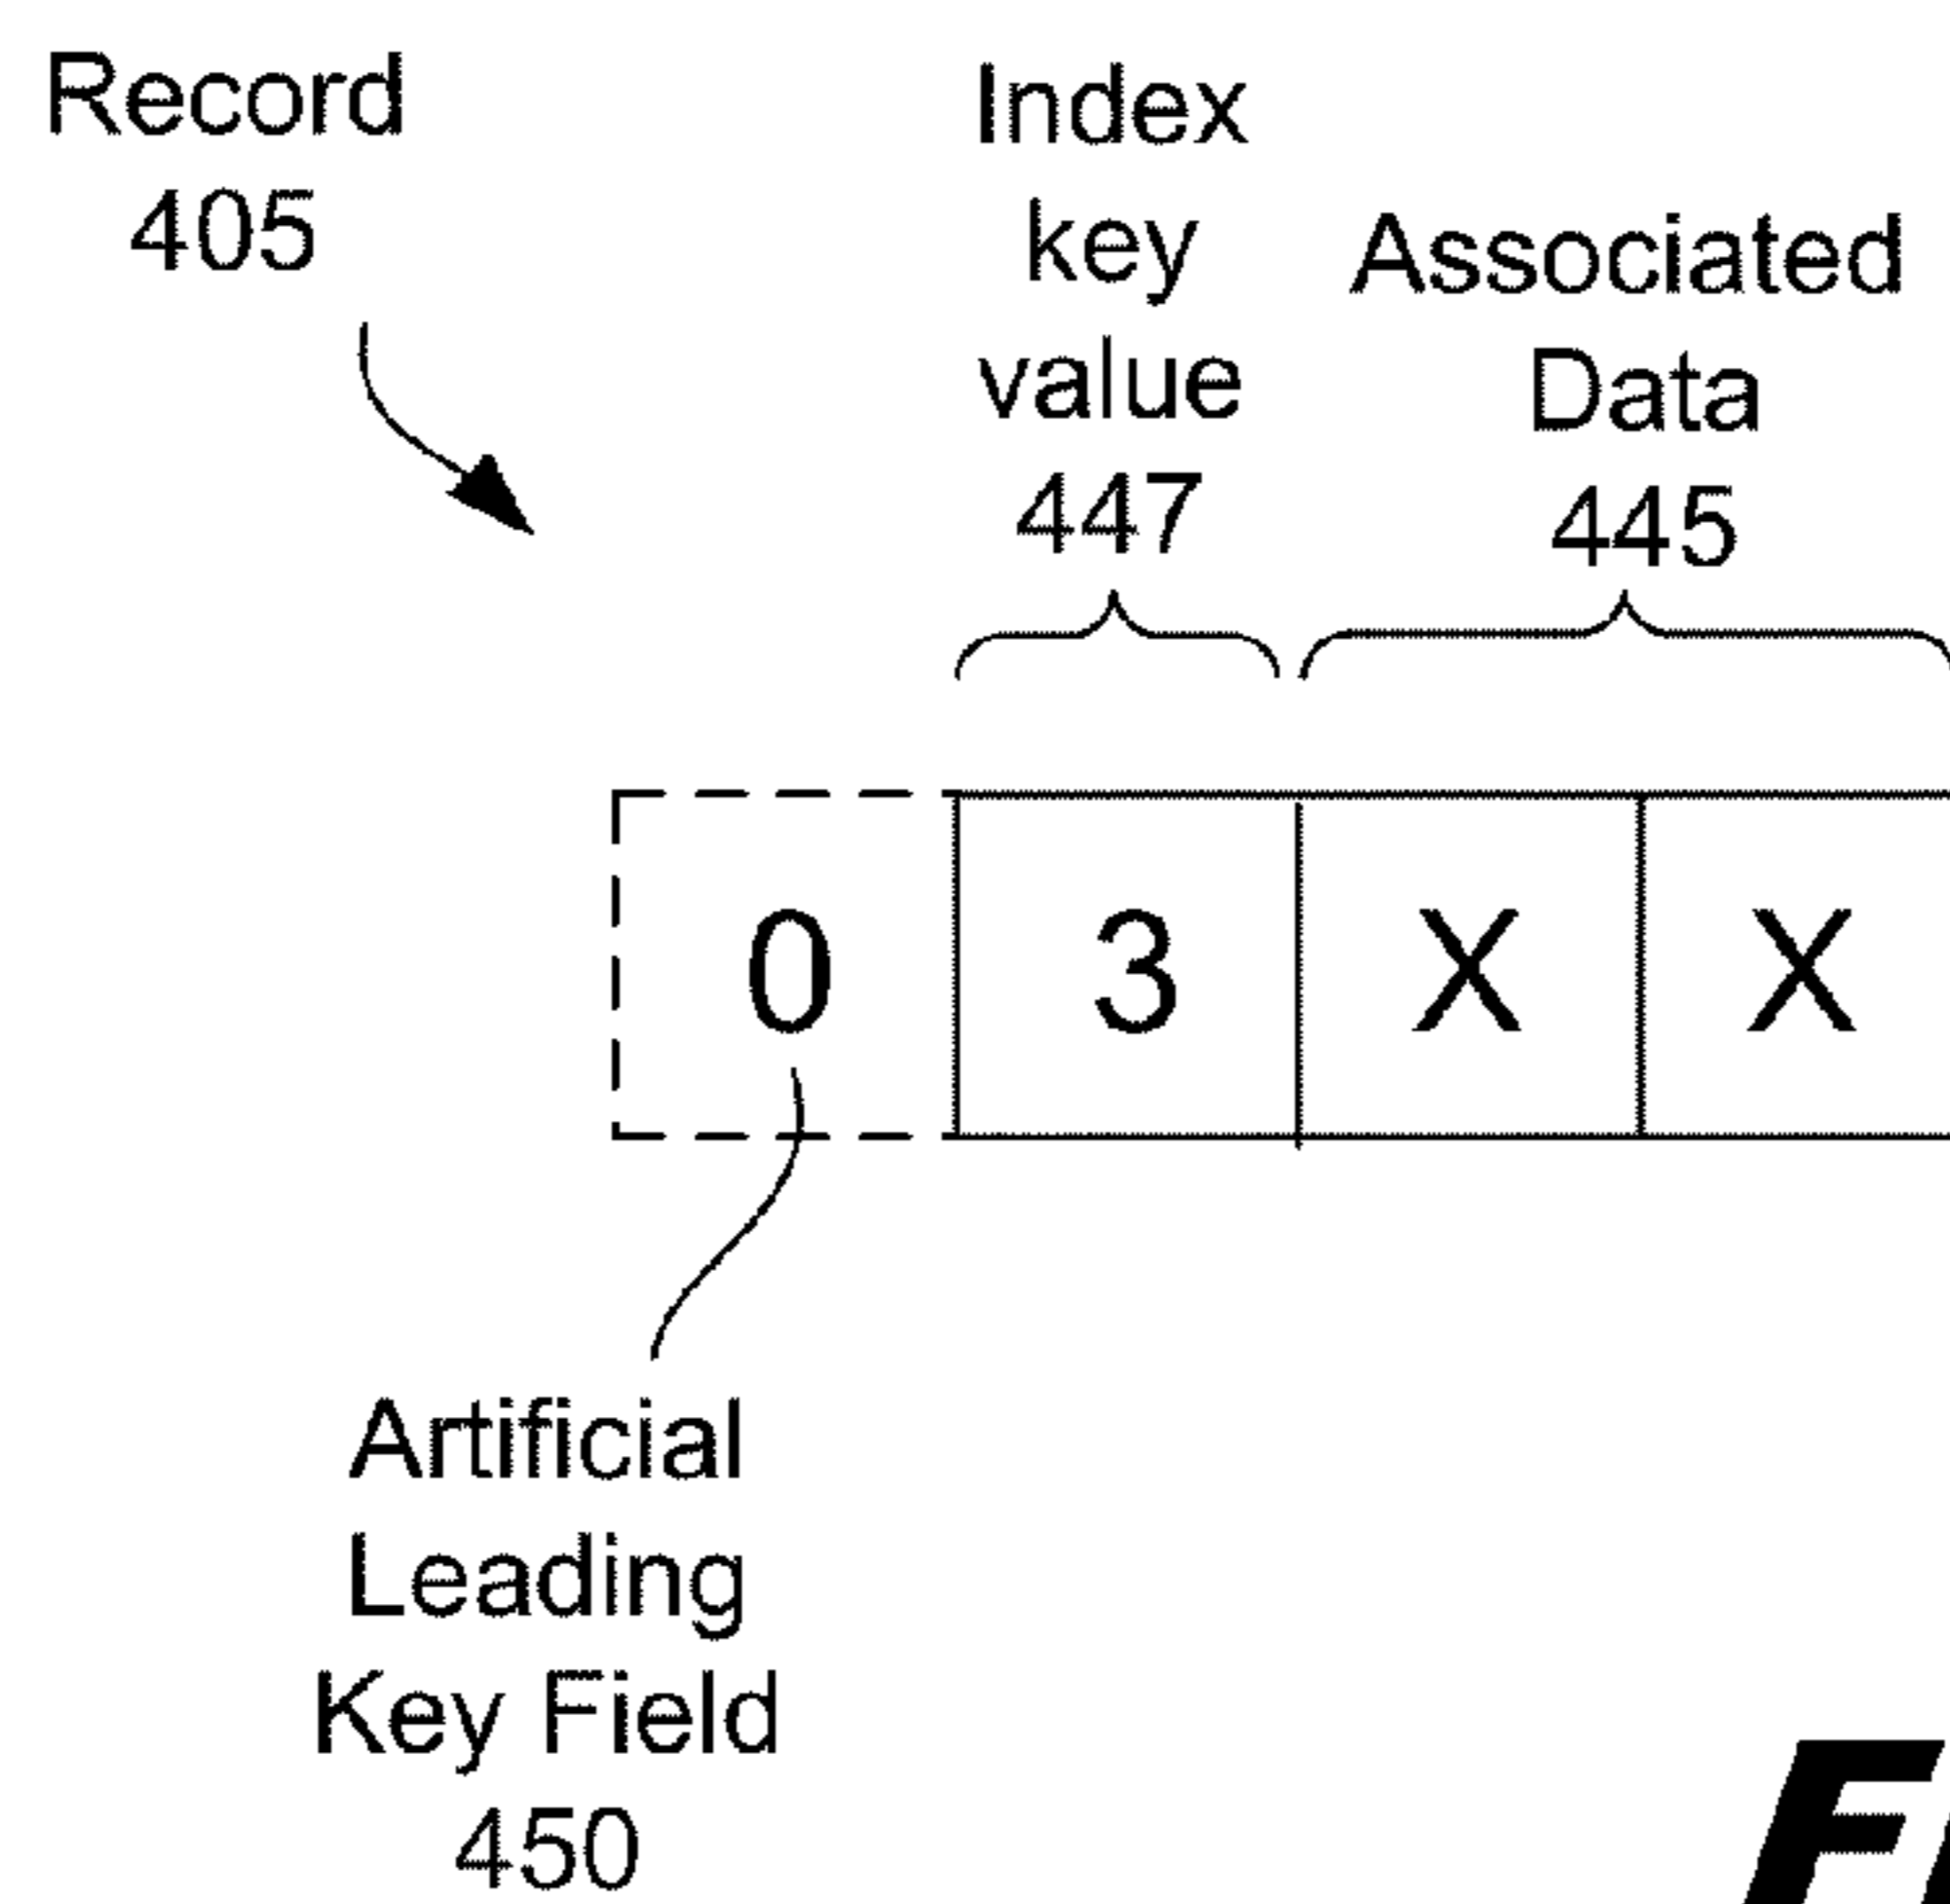 Record
405
Index
key
value
447
Associated
Data
445
0 3 X X
Artificial
Leading
Key Field
450